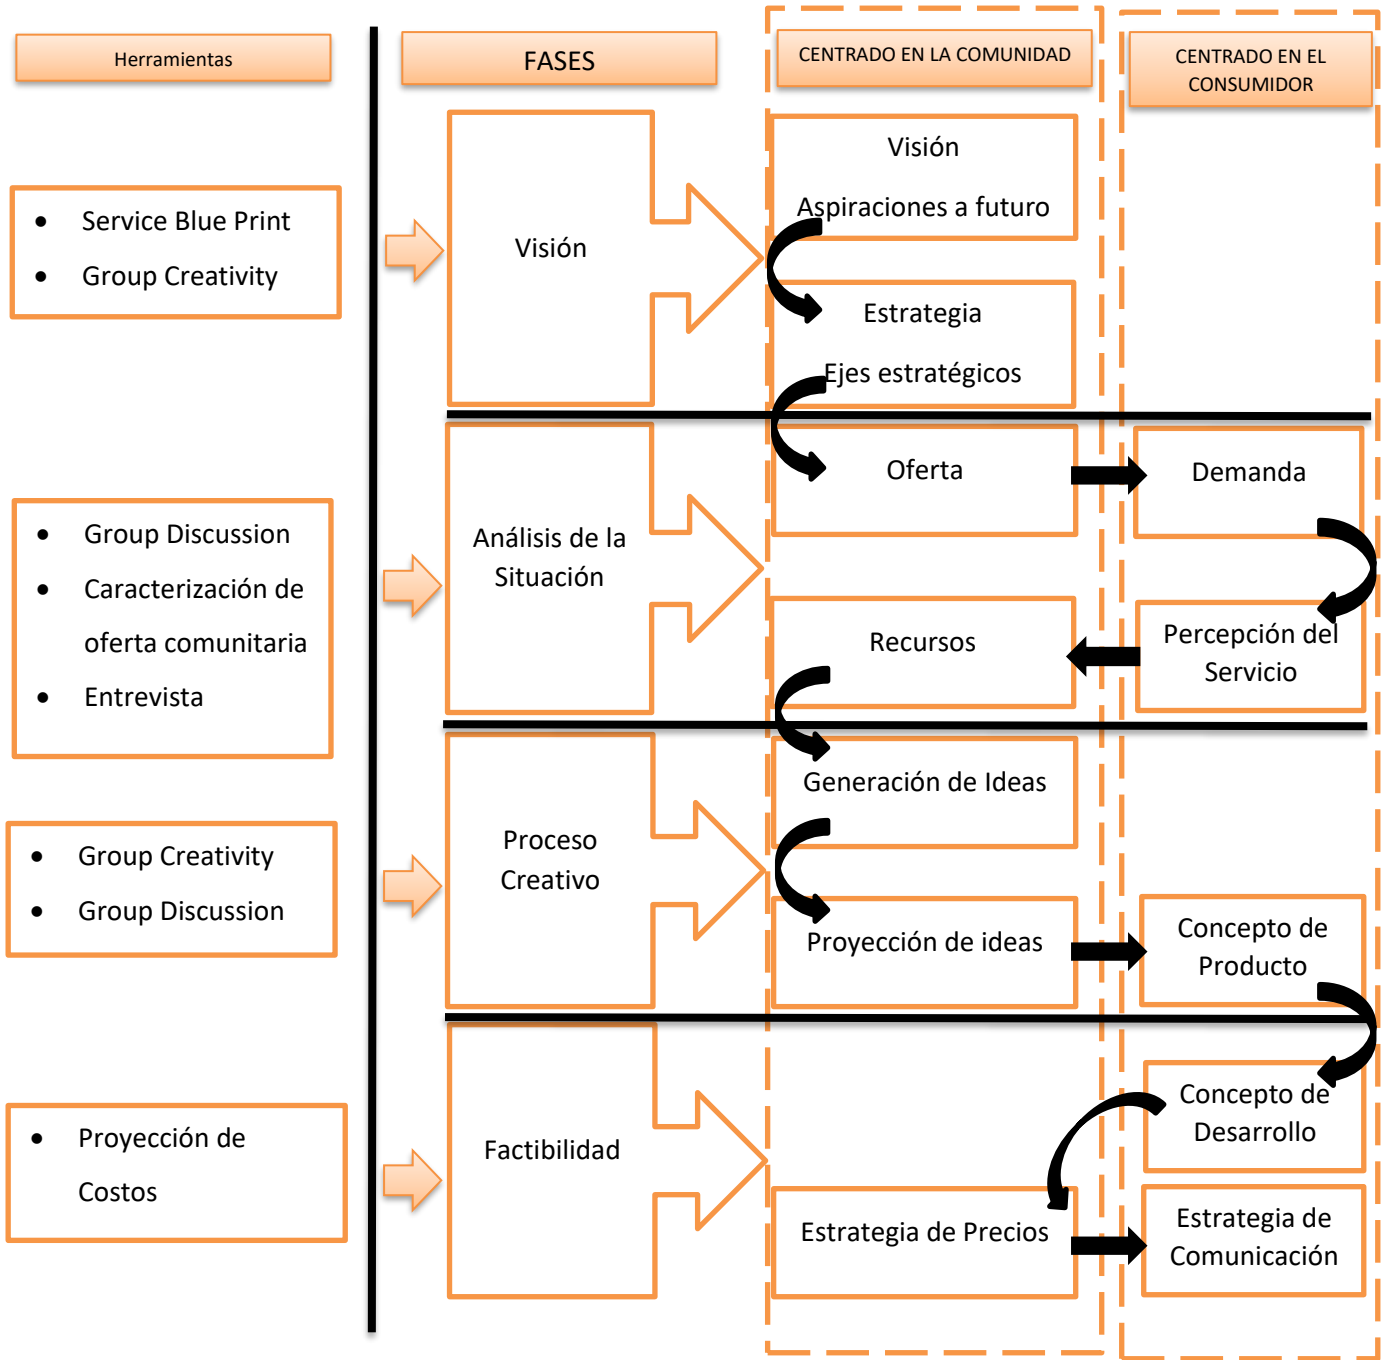 Herramientas
FASES
CENTRADO EN LA COMUNIDAD
CENTRADO EN EL
CONSUMIDOR
• Service Blue Print
• Group Creativity
Visión
Visión
Aspiraciones a futuro
Estrategia
Ejes estratégicos
• Group Discussion
• Caracterización de
oferta comunitaria
• Entrevista
Análisis de la
Situación
Oferta
Demanda
Recursos
Percepción del
Servicio
• Group Creativity
• Group Discussion
Proceso
Creativo
Generación de Ideas
Proyección de ideas
Concepto de
Producto
• Proyección de
Costos
Factibilidad
Concepto de
Desarrollo
Estrategia de Precios
Estrategia de
Comunicación